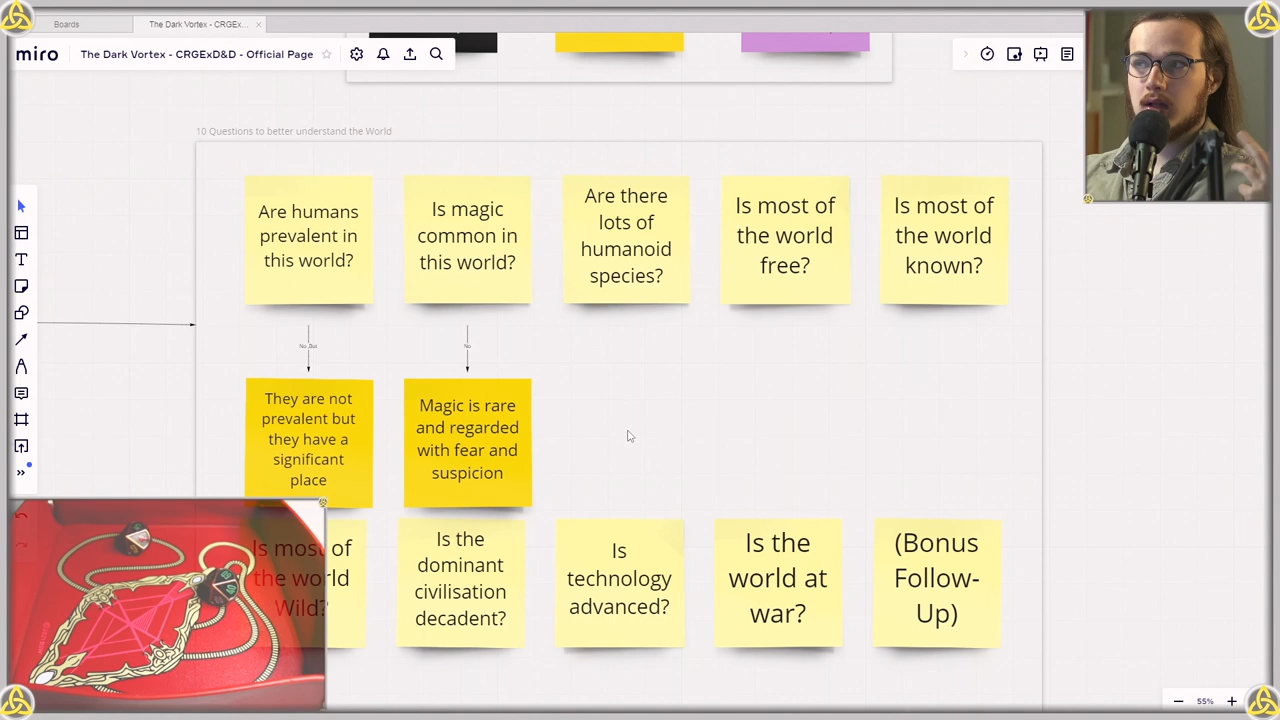 Boards
The Dark Vortex - CRGEx...
miro
The Dark Vortex - CRGExD&D - Official Page
10 Questions to better understand the World
Are humans
prevalent in
this world?
Is magic
common in
this world?
Are there
lots of
humanoid
species?
Is most of
the world
free?
Is most of
the world
known?
No
No
They are not
prevalent but
they have a
significant
place
Magic is rare
and regarded
with fear and
suspicion
Is most of
the world
Wild?
Is the
dominant
civilisation
decadent?
Is
technology
advanced?
Is the
world at
war?
(Bonus
Follow-
Up)
55%